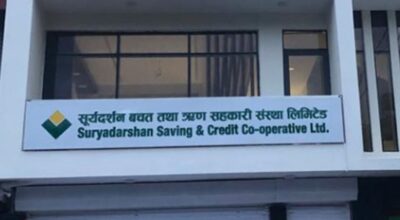 सूर्यदर्शन बचत तथा ऋण सहकारी संस्था लिमिटेड
Suryadarshan Saving & Credit Co-operative Ltd.